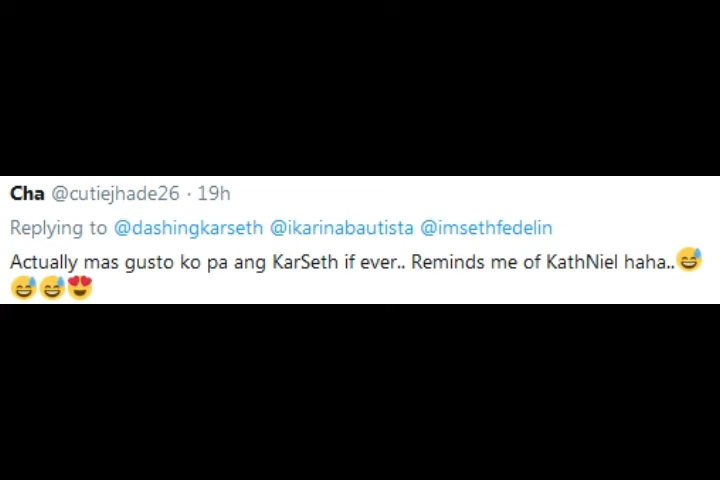 Cha @cutiejhade26 · 19h
Replying to @dashingkarseth @ikarinabautista @imsethfedelin
Actually mas gusto ko pa ang KarSeth if ever.. Reminds me of KathNiel haha..😅
😅😅😍